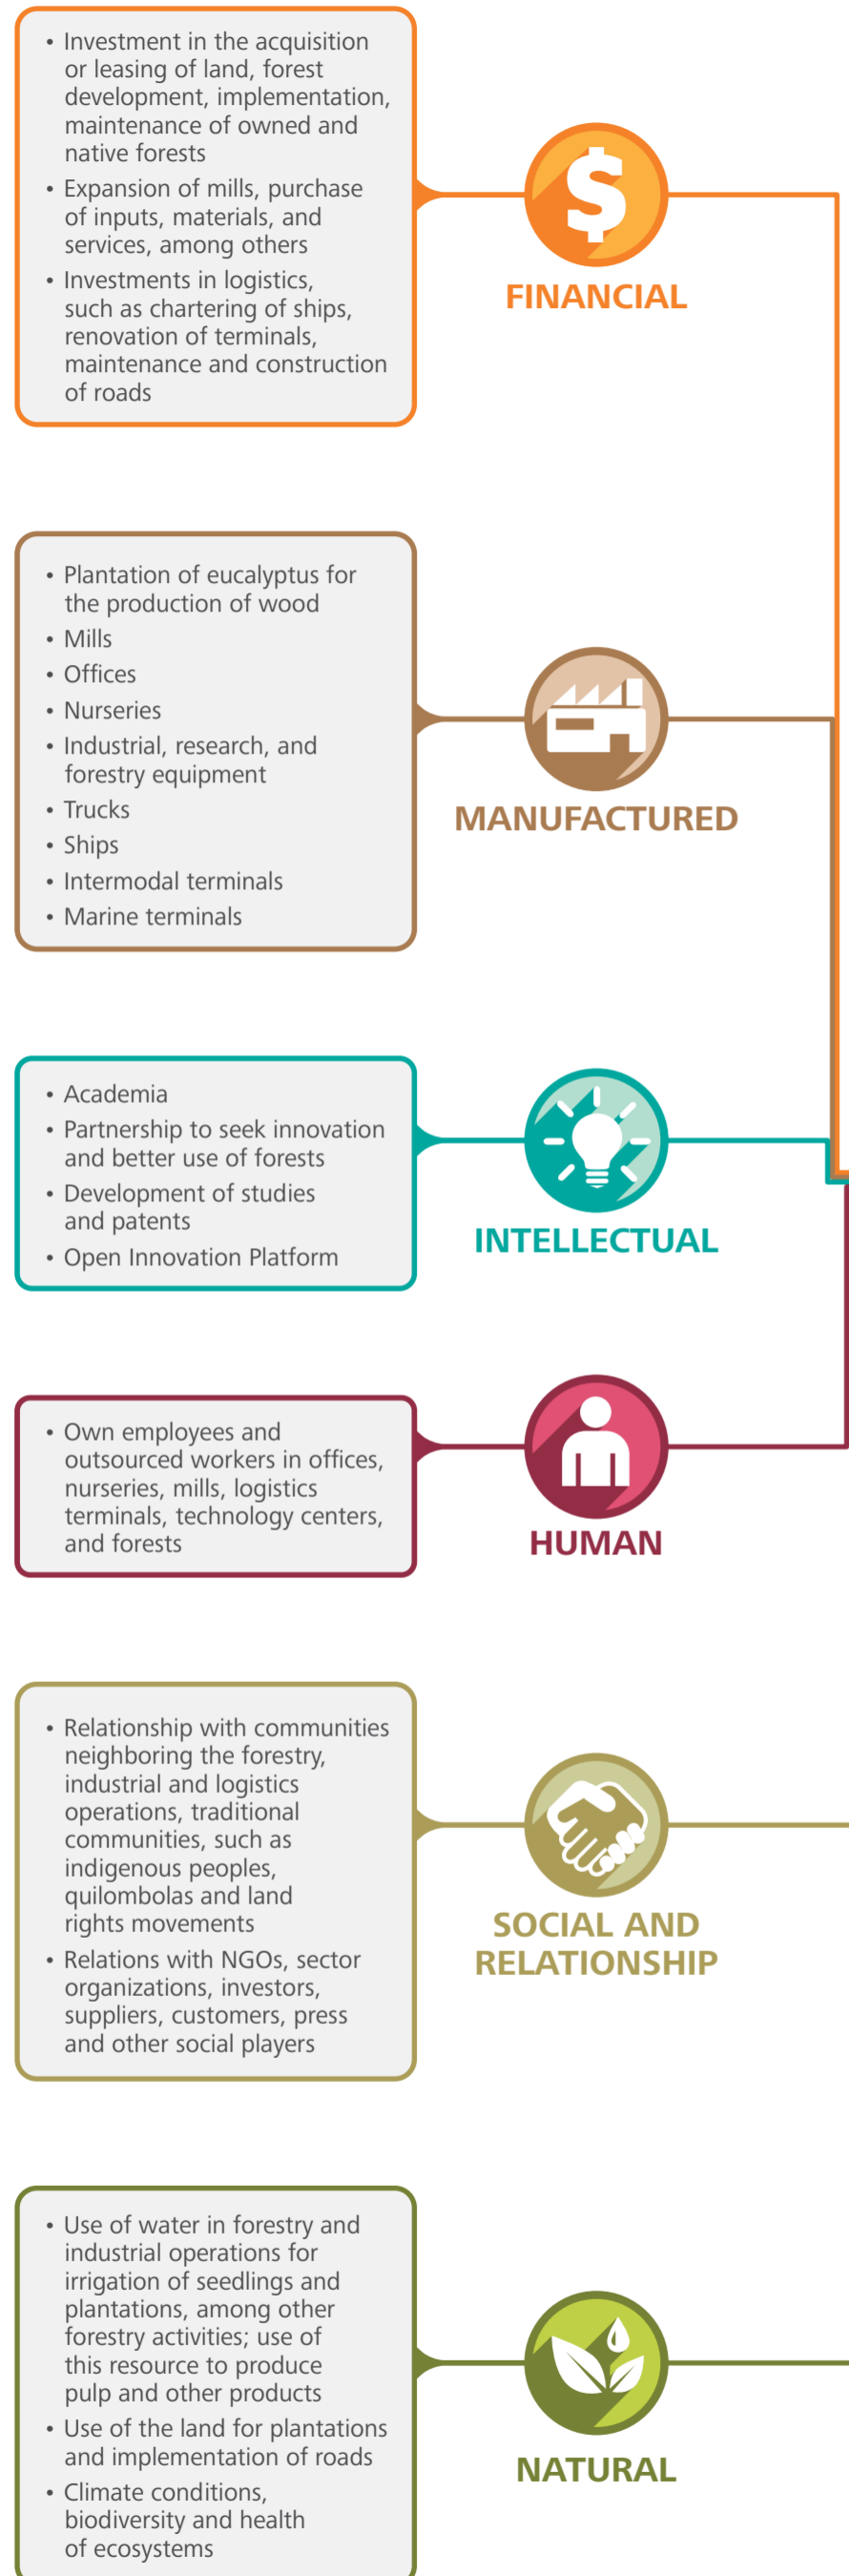 • Investment in the acquisition
or leasing of land, forest
development, implementation,
maintenance of owned and
native forests
• Expansion of mills, purchase
of inputs, materials, and
services, among others
• Investments in logistics,
such as chartering of ships,
renovation of terminals,
maintenance and construction
of roads
$
FINANCIAL
• Plantation of eucalyptus for
the production of wood
• Mills
• Offices
• Nurseries
• Industrial, research, and
forestry equipment
• Trucks
• Ships
• Intermodal terminals
• Marine terminals
MANUFACTURED
• Academia
• Partnership to seek innovation
and better use of forests
• Development of studies
and patents
• Open Innovation Platform
INTELLECTUAL
• Own employees and
outsourced workers in offices,
nurseries, mills, logistics
terminals, technology centers,
and forests
HUMAN
• Relationship with communities
neighboring the forestry,
industrial and logistics
operations, traditional
communities, such as
indigenous peoples,
quilombolas and land
rights movements
• Relations with NGOs, sector
organizations, investors,
suppliers, customers, press
and other social players
SOCIAL AND
RELATIONSHIP
• Use of water in forestry and
industrial operations for
irrigation of seedlings and
plantations, among other
forestry activities; use of
this resource to produce
pulp and other products
• Use of the land for plantations
and implementation of roads
• Climate conditions,
biodiversity and health
of ecosystems
NATURAL